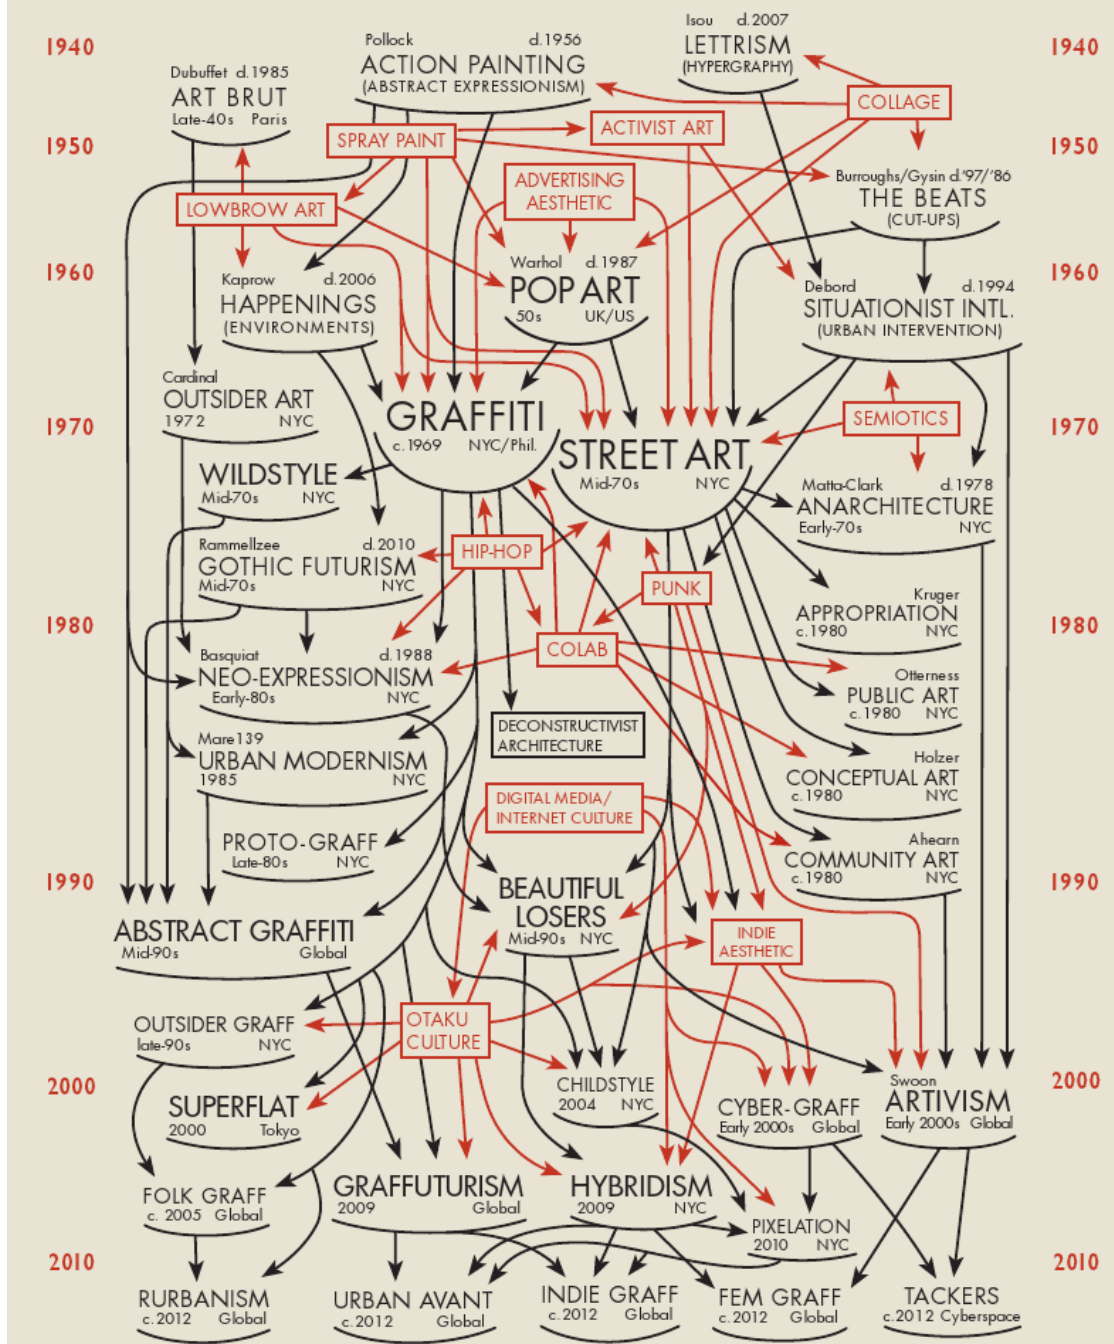 1940
Isou d.2007
LETTRISM
(HYPERGRAPHY)
1940
Pollock d.1956
ACTION PAINTING
(ABSTRACT EXPRESSIONISM)
Dubuffet d.1985
ART BRUT
Late-40s Paris
COLLAGE
1950
SPRAY PAINT
ACTIVIST ART
1950
ADVERTISING
AESTHETIC
Burroughs/Gysin d.'97/'86
THE BEATS
(CUT-UPS)
LOWBROW ART
1960
Kaprow d.2006
HAPPENINGS
(ENVIRONMENTS)
Warhol d.1987
POP ART
50s UK/US
1960
Debord d.1994
SITUATIONIST INTL.
(URBAN INTERVENTION)
Cardinal
OUTSIDER ART
1972 NYC
1970
GRAFFITI
c.1969 NYC/Phil.
SEMIOTICS
1970
STREET ART
Mid-70s NYC
WILDSTYLE
Mid-70s NYC
Matta-Clark d.1978
ANARCHITECTURE
Early-70s NYC
Rammellzee d.2010
GOTHIC FUTURISM
Mid-70s NYC
HIP-HOP
PUNK
Kruger
APPROPRIATION
c.1980 NYC
1980
COLAB
1980
Basquiat d.1988
NEO-EXPRESSIONISM
Early-80s NYC
Otterness
PUBLIC ART
c.1980 NYC
DECONSTRUCTIVIST
ARCHITECTURE
Mare139
URBAN MODERNISM
1985 NYC
Holzer
CONCEPTUAL ART
c.1980 NYC
DIGITAL MEDIA/
INTERNET CULTURE
PROTO-GRAFF
Late-80s NYC
Ahearn
COMMUNITY ART
c.1980 NYC
1990
BEAUTIFUL
LOSERS
Mid-90s NYC
1990
ABSTRACT GRAFFITI
Mid-90s Global
INDIE
AESTHETIC
OUTSIDER GRAFF
late-90s NYC
OTAKU
CULTURE
2000
SUPERFLAT
2000 Tokyo
CHILDSTYLE
2004 NYC
CYBER-GRAFF
Early 2000s Global
2000
Swoon
ARTIVISM
Early 2000s Global
FOLK GRAFF
c. 2005 Global
GRAFFUTURISM
2009 Global
HYBRIDISM
2009 NYC
PIXELATION
2010 NYC
2010
2010
RURBANISM
c.2012 Global
URBAN AVANT
c.2012 Global
INDIE GRAFF
c.2012 Global
FEM GRAFF
c.2012 Global
TACKERS
c.2012 Cyberspace